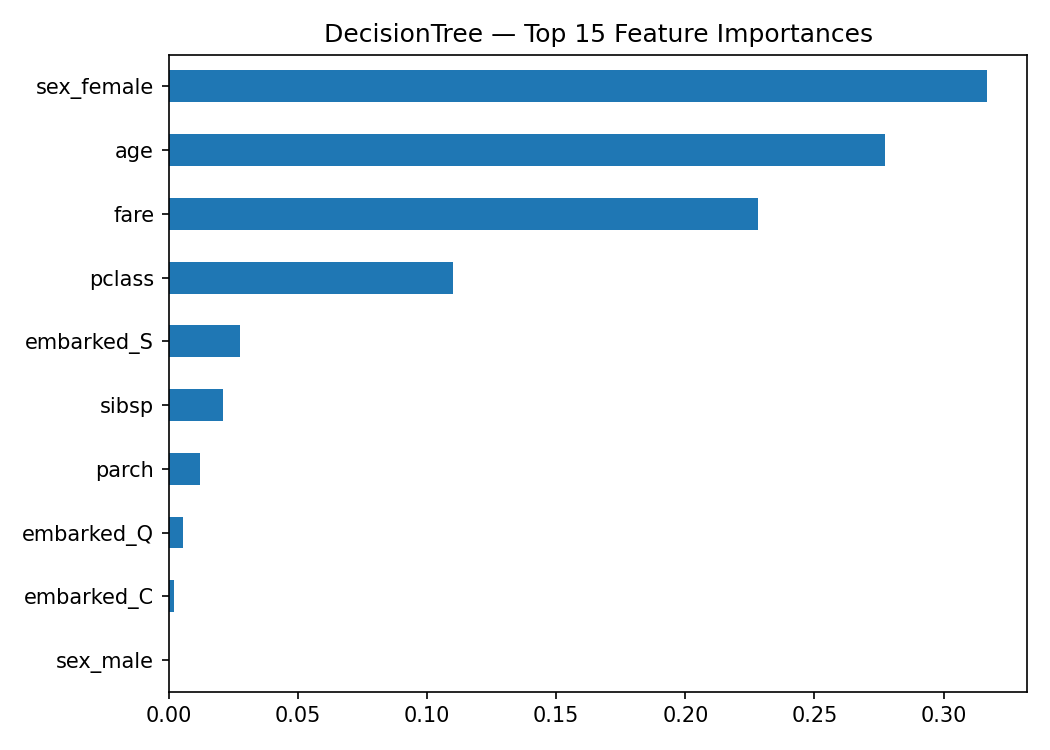 DecisionTree — Top 15 Feature Importances
sex_female
age
fare
pclass
embarked_S
sibsp
parch
embarked_Q
embarked_C
sex_male
0.00 0.05 0.10 0.15 0.20 0.25 0.30